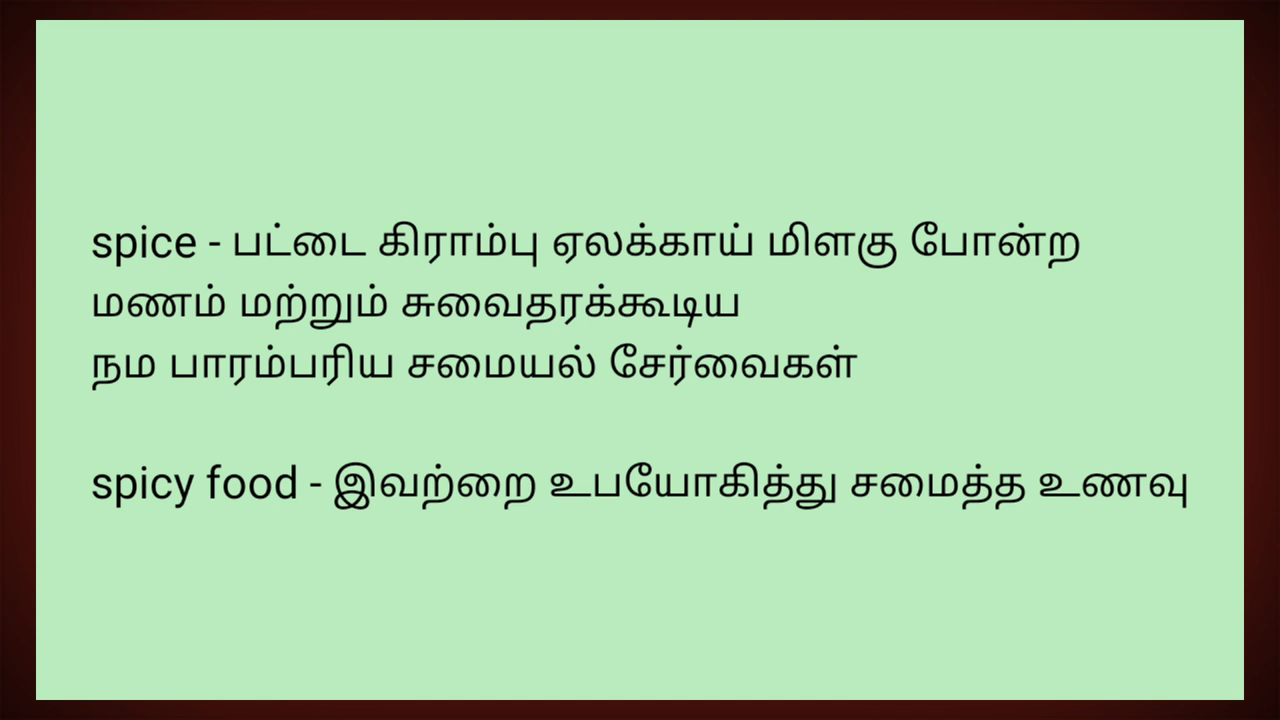 spice - பட்டை கிராம்பு ஏலக்காய் மிளகு போன்ற
மணம் மற்றும் சுவைதரக்கூடிய
நம பாரம்பரிய சமையல் சேர்வைகள்
spicy food - இவற்றை உபயோகித்து சமைத்த உணவு